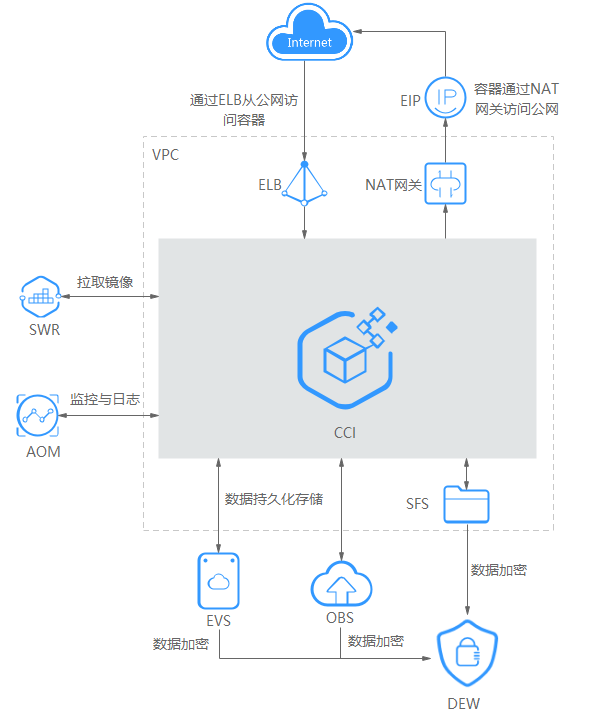 Internet
通过ELB从公网访
问容器
EIP
容器通过NAT
网关访问公网
VPC
ELB
NAT网关
拉取镜像
SWR
监控与日志
AOM
CCI
数据持久化存储
SFS
数据加密
EVS
OBS
数据加密
数据加密
DEW